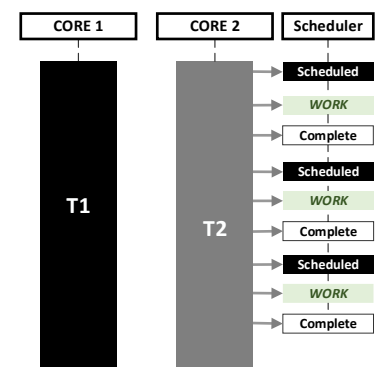 CORE 1
CORE 2
Scheduler
Scheduled
WORK
Complete
Scheduled
WORK
Complete
Scheduled
WORK
Complete
T1
T2